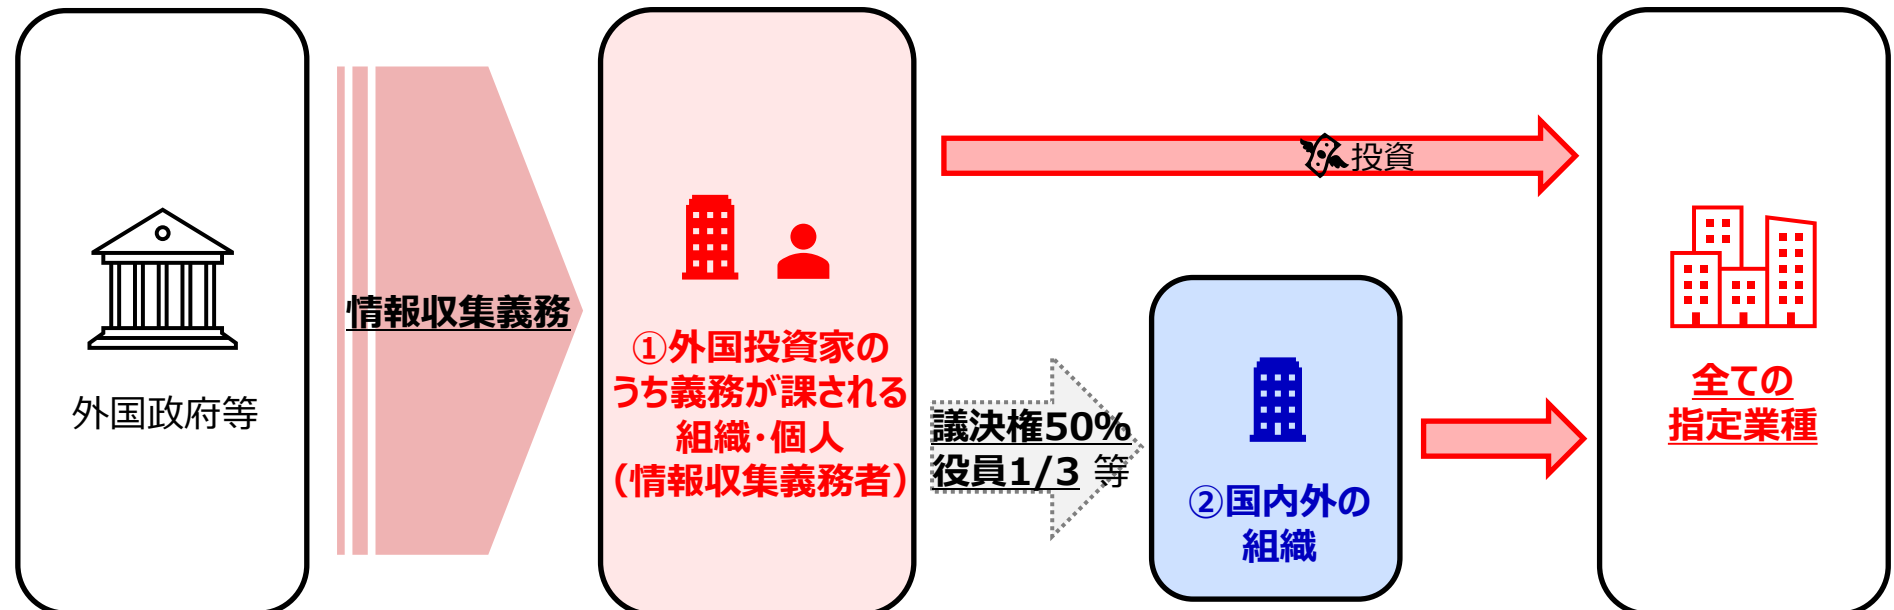 外国政府等
情報収集義務
①外国投資家の
うち義務が課される
組織・個人
（情報収集義務者）
投資
議決権50%
役員1/3 等
②国内外の
組織
全ての
指定業種